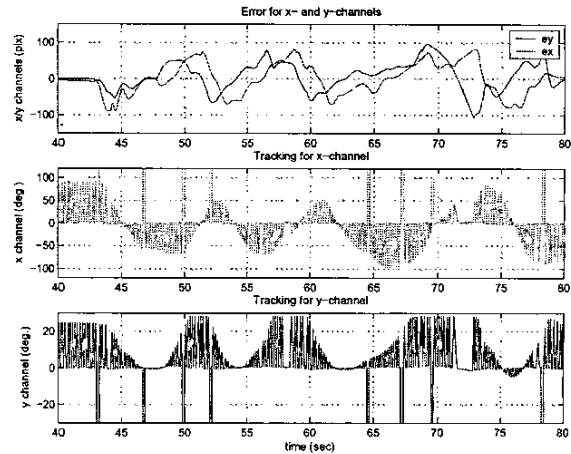 Error for x- and y-channels
x/y channels (pix)
100
0
-100
ey
ex
40 45 50 55 60 65 70 75 80
Tracking for x-channel
x channel (deg.)
100
50
0
-50
-100
40 45 50 55 60 65 70 75 80
Tracking for y-channel
y channel (deg.)
20
0
-20
40 45 50 55 60 65 70 75 80
time (sec)